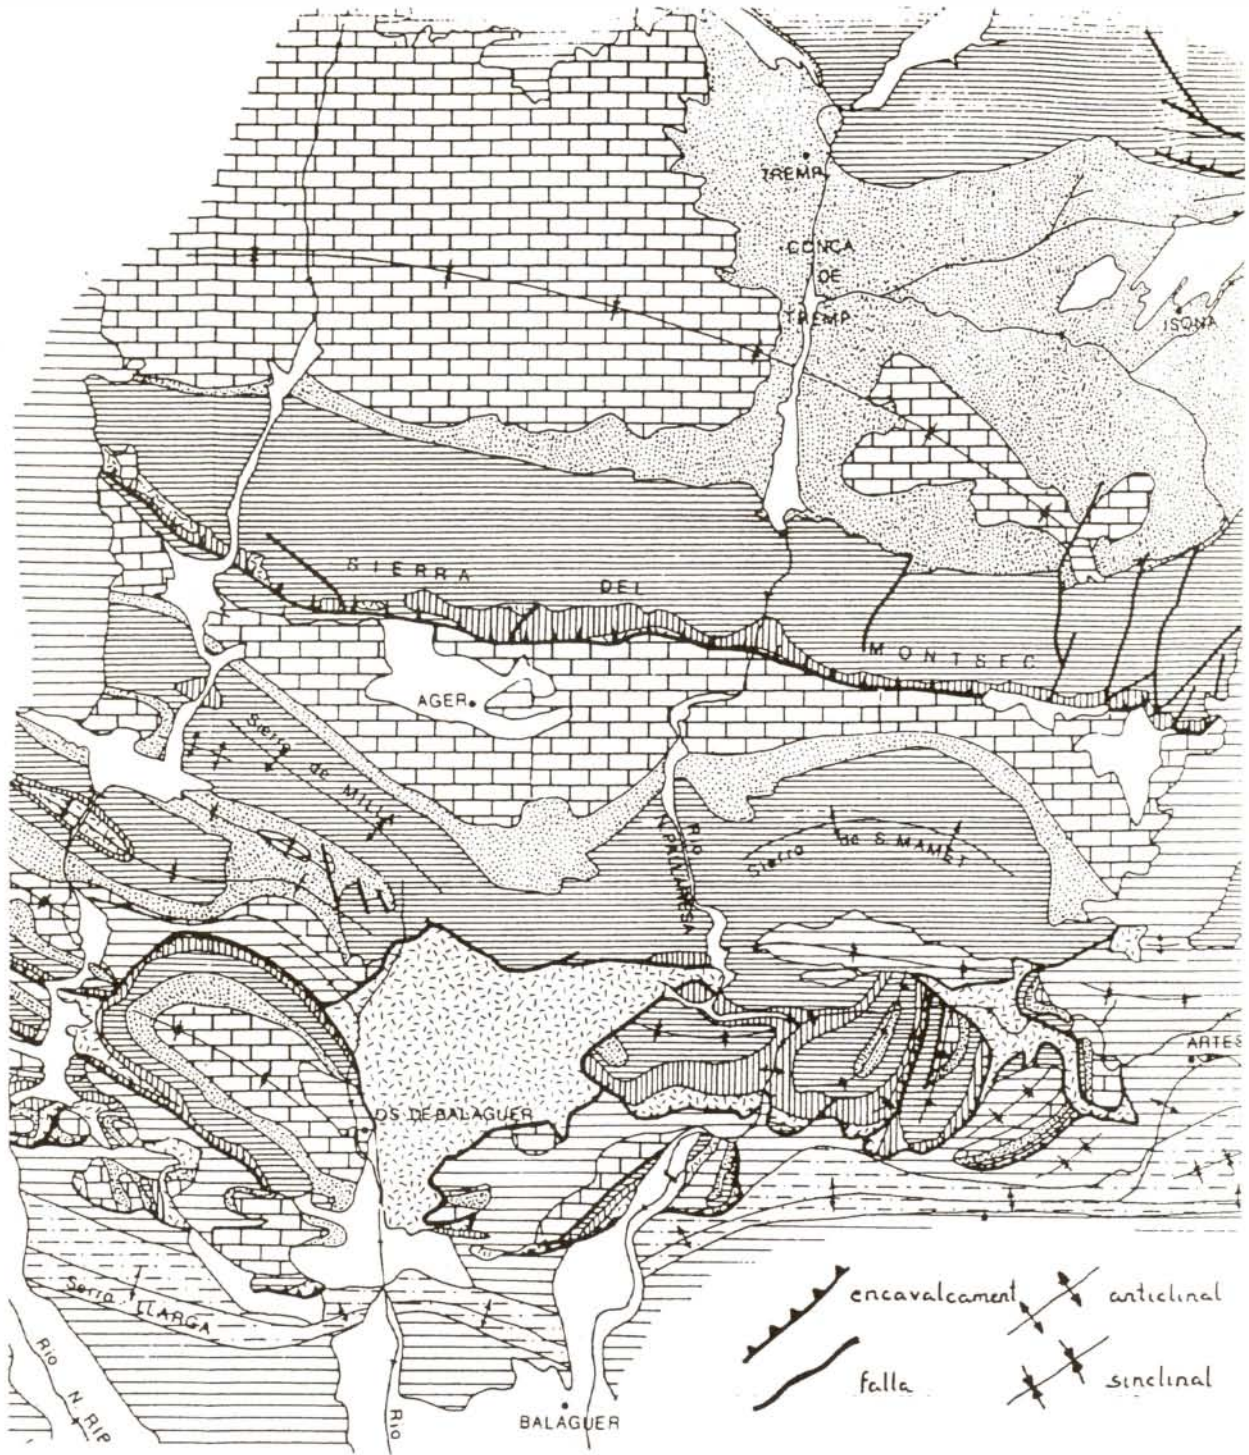 TREMP
CONCA
DE
TREMP
ISONA
SIERRA DEL MONTSEC
AGER
Sierra de MILLA
Rio
N. PALLARESA
Sierra de S. MAMET
ARTES
OS DE BALAGUER
Serra LLARGA
Rio
N. RIB
Rio
BALAGUER
encavalcament
anticlinal
falla
sinclinal